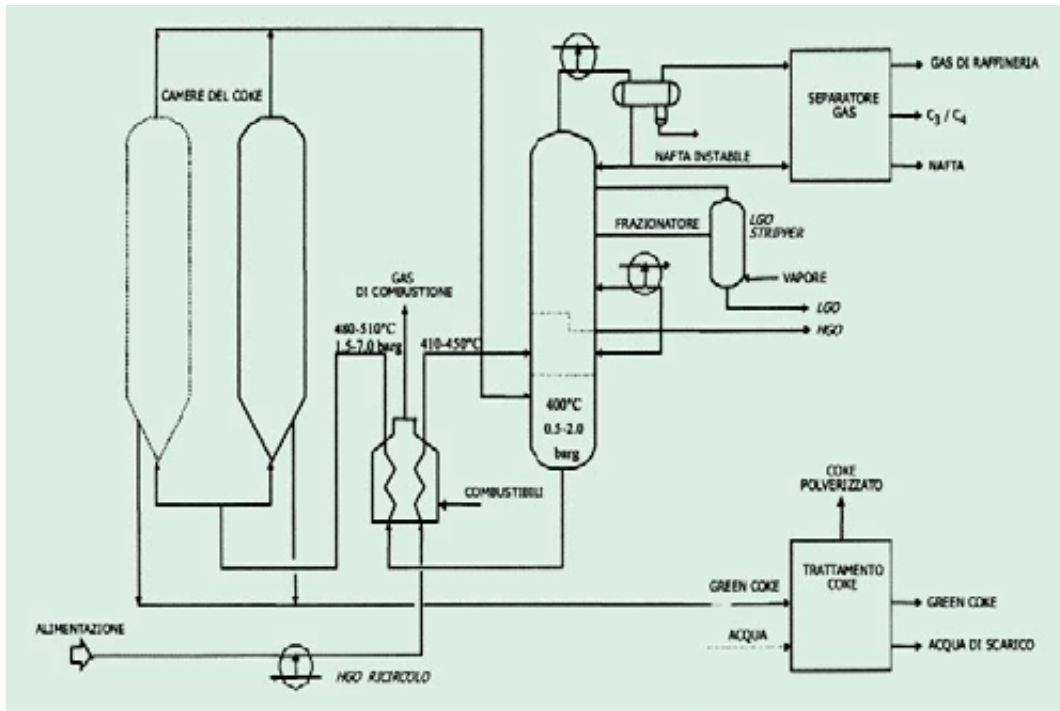 CAMERE DEL COKE
GAS DI RAFFINERIA
SEPARATORE
GAS
C3 / C4
NAFTA
NAFTA INSTABILE
FRAZIONATORE
LGO
STRIPPER
VAPORE
LGO
HGO
GAS
DI COMBUSTIONE
480-510°C
1.5-7.0 barg
410-450°C
400°C
0.5-2.0
barg
COMBUSTIBILI
COKE
POLVERIZZATO
TRATTAMENTO
COKE
GREEN COKE
GREEN COKE
ACQUA
ACQUA DI SCARICO
ALIMENTAZIONE
HGO RICIRCOLO